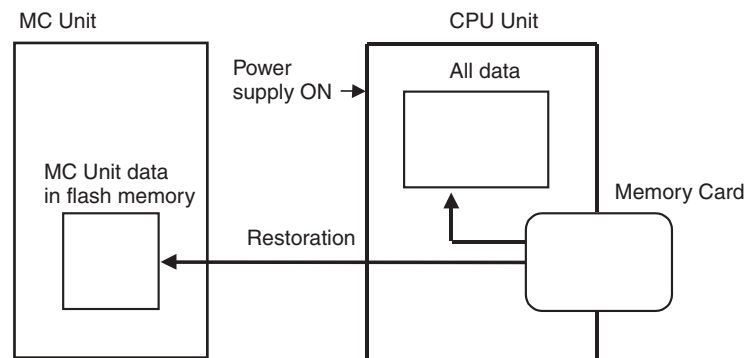 MC Unit
CPU Unit
Power
supply ON
All data
MC Unit data
in flash memory
Memory Card
Restoration